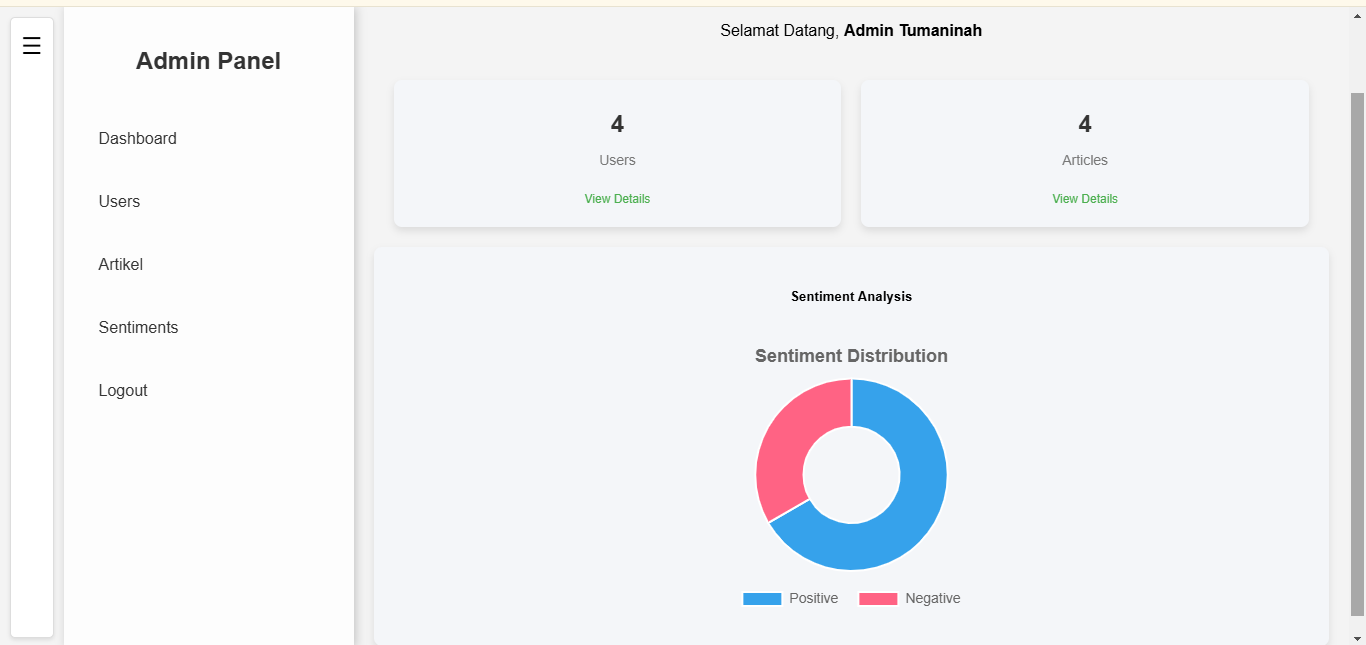 ☰
Admin Panel
Dashboard
Users
Artikel
Sentiments
Logout
Selamat Datang, Admin Tumaninah
4
Users
View Details
4
Articles
View Details
Sentiment Analysis
Sentiment Distribution
Positive
Negative